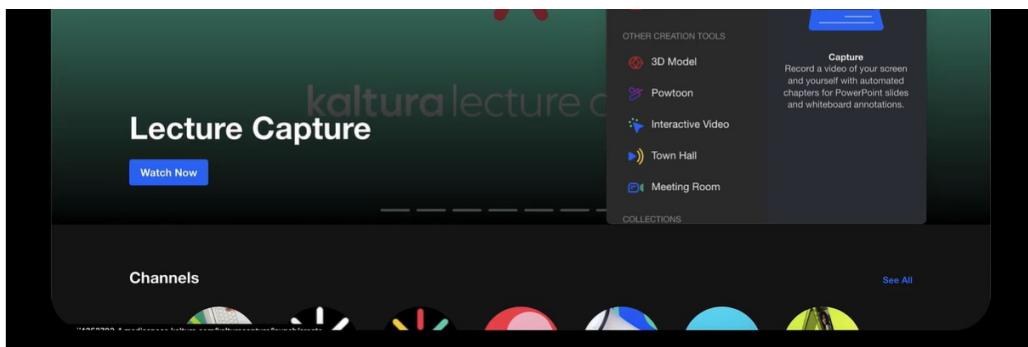 OTHER CREATION TOOLS
3D Model
Powtoon
Interactive Video
Town Hall
Meeting Room
COLLECTIONS
Capture
Record a video of your screen
and yourself with automated
chapters for PowerPoint slides
and whiteboard annotations.
kaltura lecture c
Lecture Capture
Watch Now
Channels
See All